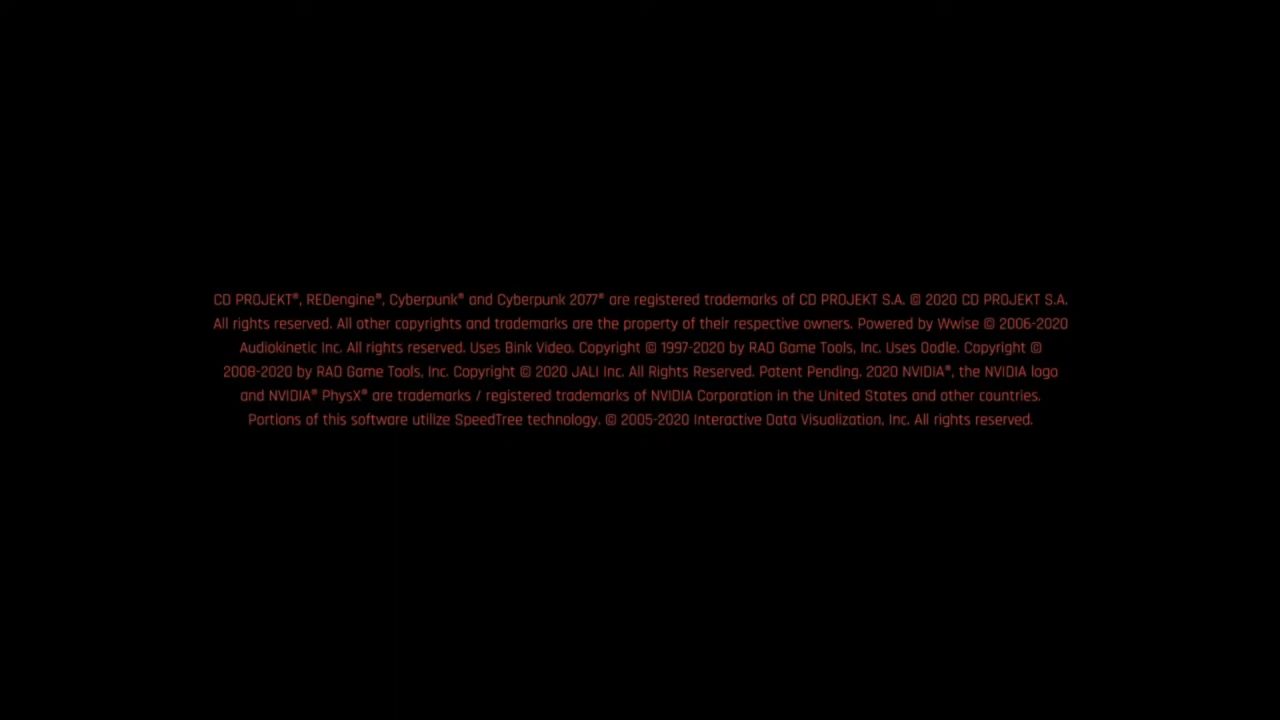 CD PROJEKT®, REDengine®, Cyberpunk® and Cyberpunk 2077® are registered trademarks of CD PROJEKT S.A. © 2020 CD PROJEKT S.A.
All rights reserved. All other copyrights and trademarks are the property of their respective owners. Powered by Wwise © 2006-2020
Audiokinetic Inc. All rights reserved. Uses Bink Video. Copyright © 1997-2020 by RAD Game Tools, Inc. Uses Oodle. Copyright ©
2008-2020 by RAD Game Tools, Inc. Copyright © 2020 JALI Inc. All Rights Reserved. Patent Pending. 2020 NVIDIA®, the NVIDIA logo
and NVIDIA® PhysX® are trademarks / registered trademarks of NVIDIA Corporation in the United States and other countries.
Portions of this software utilize SpeedTree technology. © 2005-2020 Interactive Data Visualization, Inc. All rights reserved.